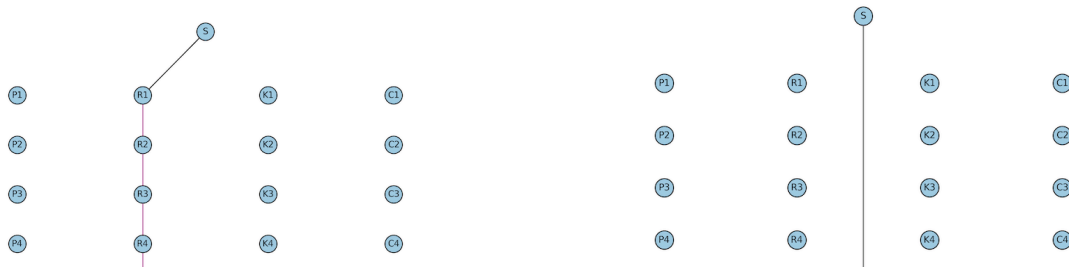 S
P1 R1 K1 C1
P2 R2 K2 C2
P3 R3 K3 C3
P4 R4 K4 C4
S
P1 R1 K1 C1
P2 R2 K2 C2
P3 R3 K3 C3
P4 R4 K4 C4